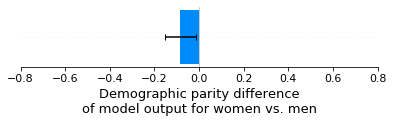 −0.8 −0.6 −0.4 −0.2 0.0 0.2 0.4 0.6 0.8
Demographic parity difference
of model output for women vs. men